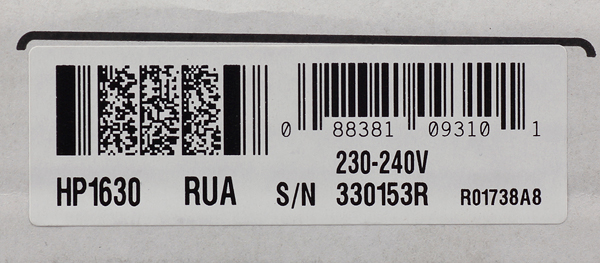 0 88381 09310 1
230-240V
HP1630 RUA S/N 330153R R01738A8